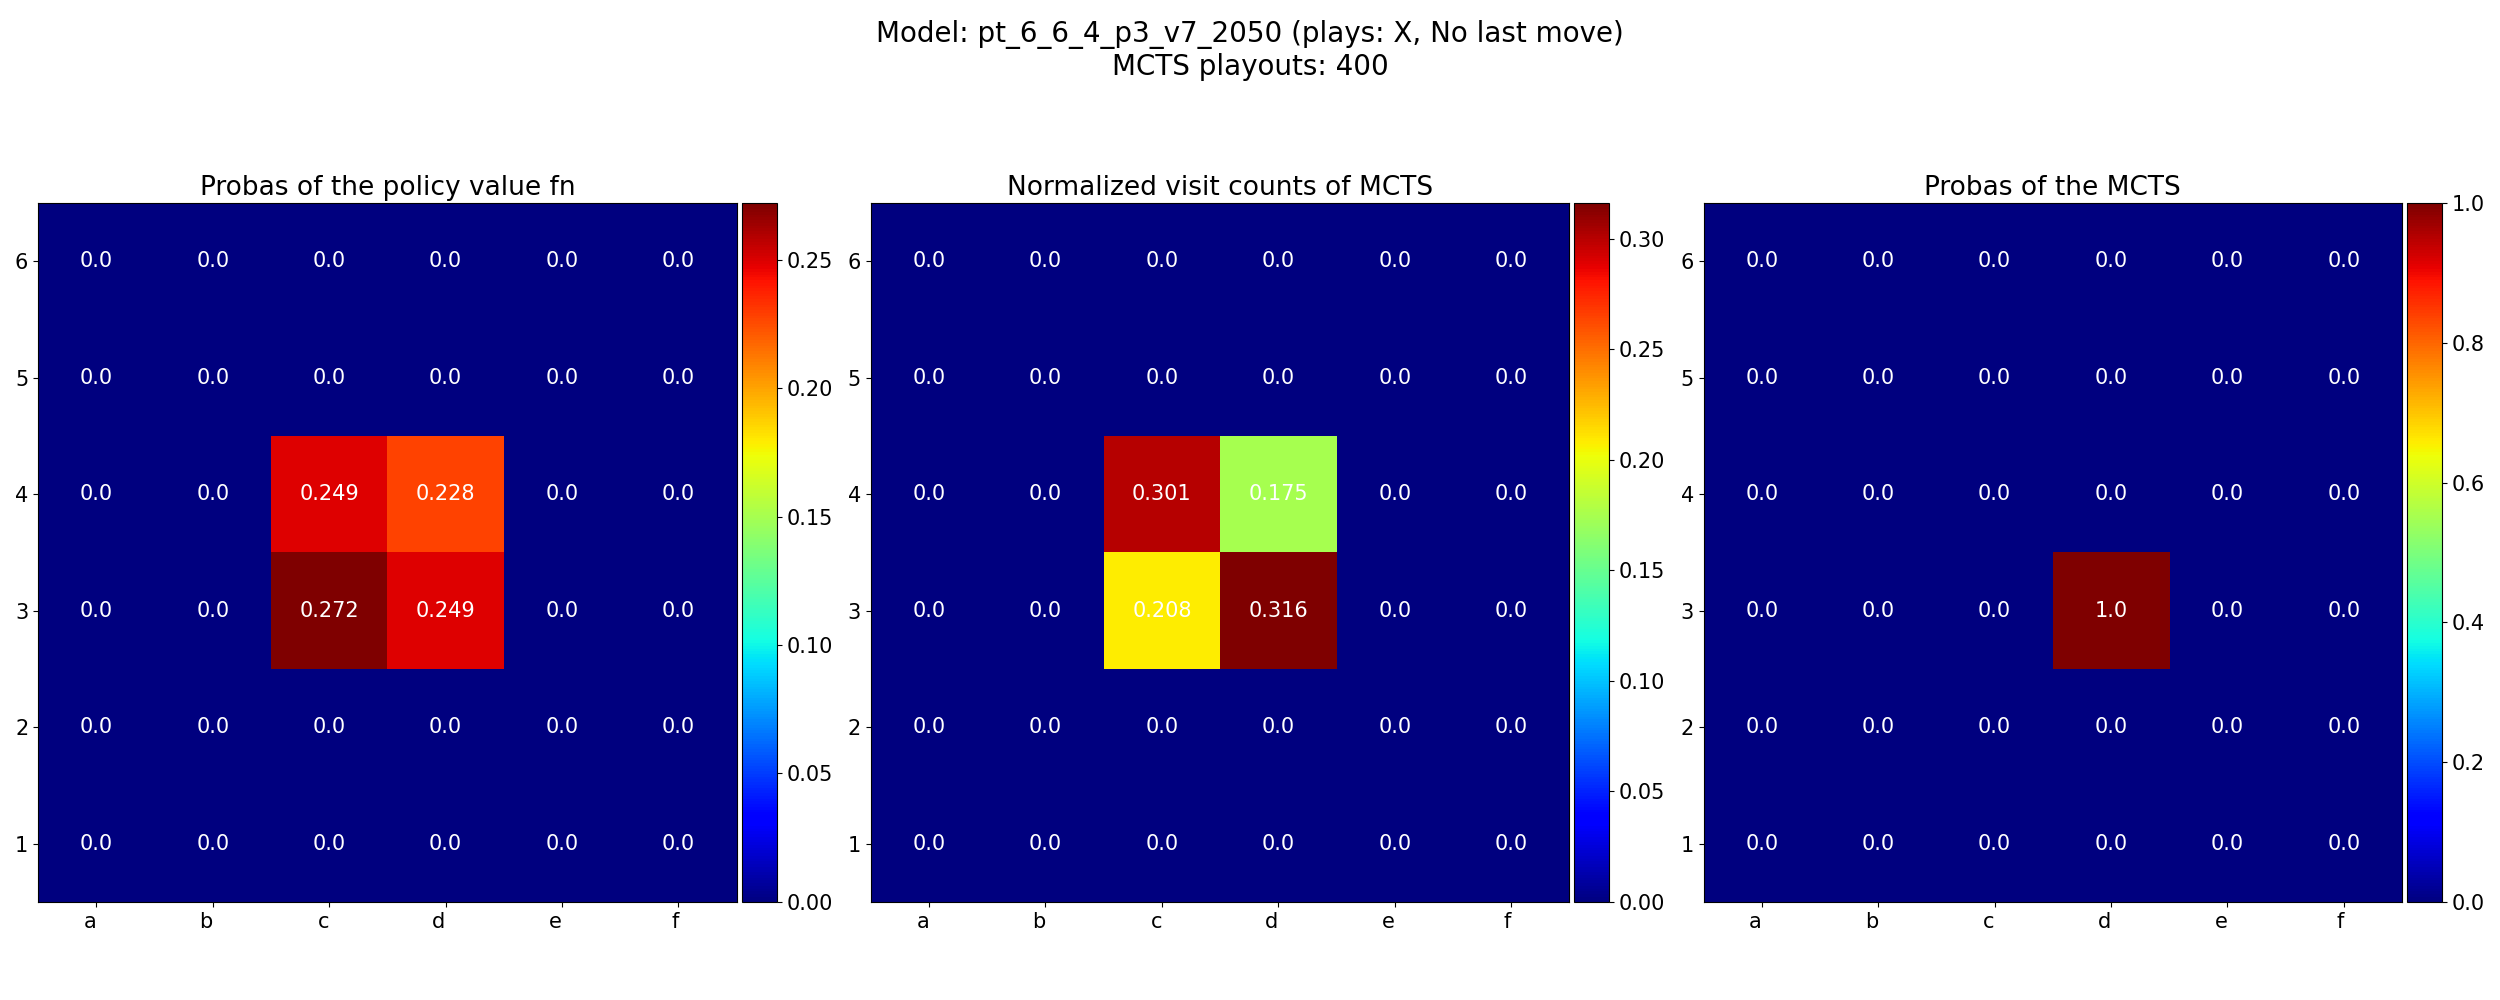 Model: pt_6_6_4_p3_v7_2050 (plays: X, No last move)
MCTS playouts: 400
Probas of the policy value fn
6 0.0 0.0 0.0 0.0 0.0 0.0
5 0.0 0.0 0.0 0.0 0.0 0.0
4 0.0 0.0 0.249 0.228 0.0 0.0
3 0.0 0.0 0.272 0.249 0.0 0.0
2 0.0 0.0 0.0 0.0 0.0 0.0
1 0.0 0.0 0.0 0.0 0.0 0.0
a b c d e f
0.25
0.20
0.15
0.10
0.05
0.00
Normalized visit counts of MCTS
6 0.0 0.0 0.0 0.0 0.0 0.0
5 0.0 0.0 0.0 0.0 0.0 0.0
4 0.0 0.0 0.301 0.175 0.0 0.0
3 0.0 0.0 0.208 0.316 0.0 0.0
2 0.0 0.0 0.0 0.0 0.0 0.0
1 0.0 0.0 0.0 0.0 0.0 0.0
a b c d e f
0.30
0.25
0.20
0.15
0.10
0.05
0.00
Probas of the MCTS
6 0.0 0.0 0.0 0.0 0.0 0.0
5 0.0 0.0 0.0 0.0 0.0 0.0
4 0.0 0.0 0.0 0.0 0.0 0.0
3 0.0 0.0 0.0 1.0 0.0 0.0
2 0.0 0.0 0.0 0.0 0.0 0.0
1 0.0 0.0 0.0 0.0 0.0 0.0
a b c d e f
1.0
0.8
0.6
0.4
0.2
0.0